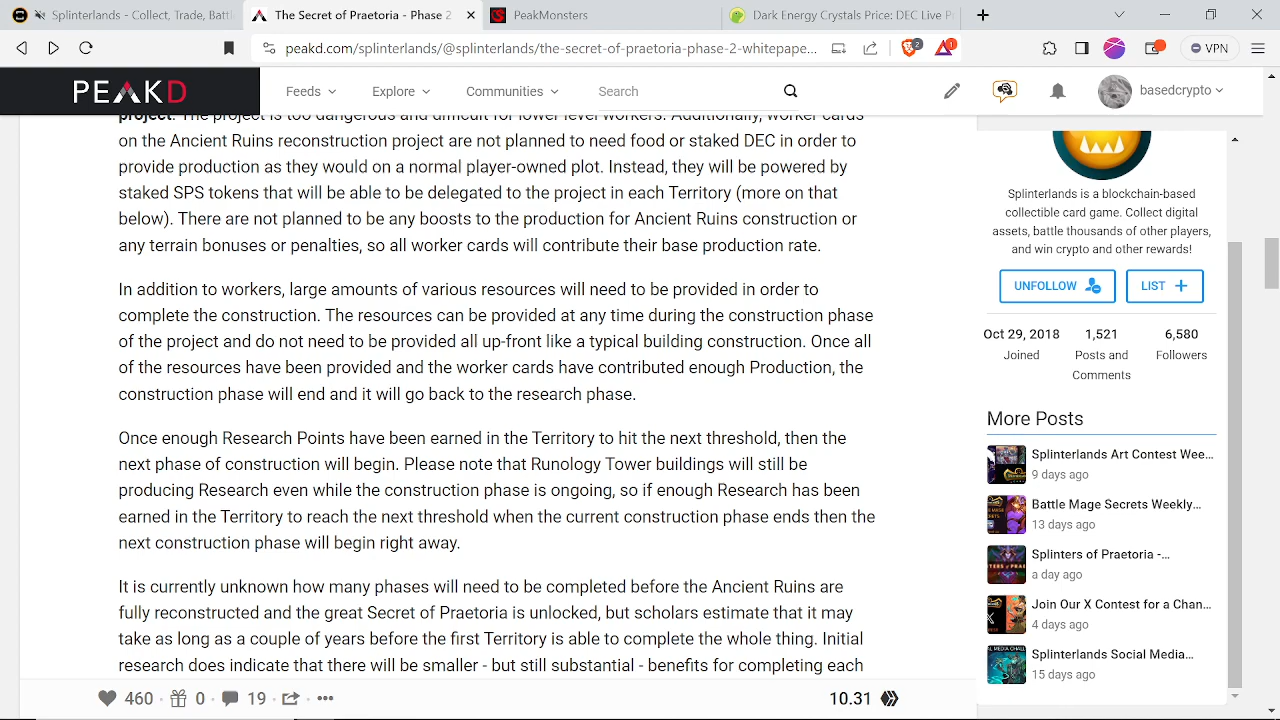 Splinterlands - Collect, Trade, Batt
The Secret of Praetoria - Phase 2
PeakMonsters
Dark Energy Crystals Price: DEC Live P
peakd.com/splinterlands/@splinterlands/the-secret-of-praetoria-phase-2-whitepape...
2
1
VPN
PEAKD
Feeds
Explore
Communities
Search
basedcrypto
project. The project is too dangerous and difficult for lower level workers. Additionally, worker cards
on the Ancient Ruins reconstruction project are not planned to need food or staked DEC in order to
provide production as they would on a normal player-owned plot. Instead, they will be powered by
staked SPS tokens that will be able to be delegated to the project in each Territory (more on that
below). There are not planned to be any boosts to the production for Ancient Ruins construction or
any terrain bonuses or penalties, so all worker cards will contribute their base production rate.
In addition to workers, large amounts of various resources will need to be provided in order to
complete the construction. The resources can be provided at any time during the construction phase
of the project and do not need to be provided all up-front like a typical building construction. Once all
of the resources have been provided and the worker cards have contributed enough Production, the
construction phase will end and it will go back to the research phase.
Once enough Research Points have been earned in the Territory to hit the next threshold, then the
next phase of construction will begin. Please note that Runology Tower buildings will still be
producing Research even while the construction phase is ongoing, so if enough Research has been
earned in the Territory to reach the next threshold when the current construction phase ends then the
next construction phase will begin right away.
It is currently unknown how many phases will need to be completed before the Ancient Ruins are
fully reconstructed and the great Secret of Praetoria is unlocked, but scholars estimate that it may
take as long as a couple of years before the first Territory is able to complete the whole thing. Initial
research does indicate that there will be smaller - but still substantial - benefits for completing each
460
0
19
10.31
Splinterlands is a blockchain-based
collectible card game. Collect digital
assets, battle thousands of other players,
and win crypto and other rewards!
UNFOLLOW
LIST
Oct 29, 2018
Joined
1,521
Posts and
Comments
6,580
Followers
More Posts
Splinterlands Art Contest Wee...
9 days ago
Battle Mage Secrets Weekly...
13 days ago
Splinters of Praetoria -...
a day ago
Join Our X Contest for a Chan...
4 days ago
Splinterlands Social Media...
15 days ago